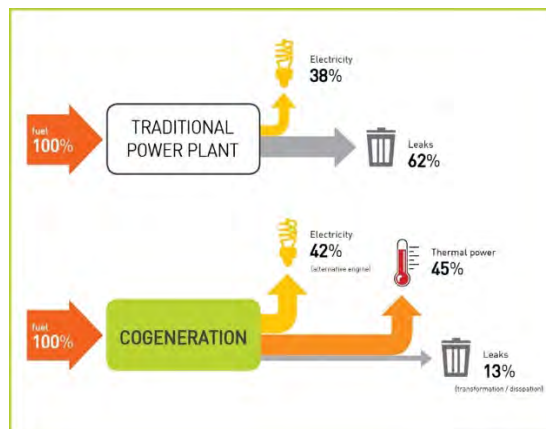 Electricity
38%
fuel
100%
TRADITIONAL
POWER PLANT
Leaks
62%
Electricity
42%
(alternative engine)
Thermal power
45%
fuel
100%
COGENERATION
Leaks
13%
(transformation / dissipation)